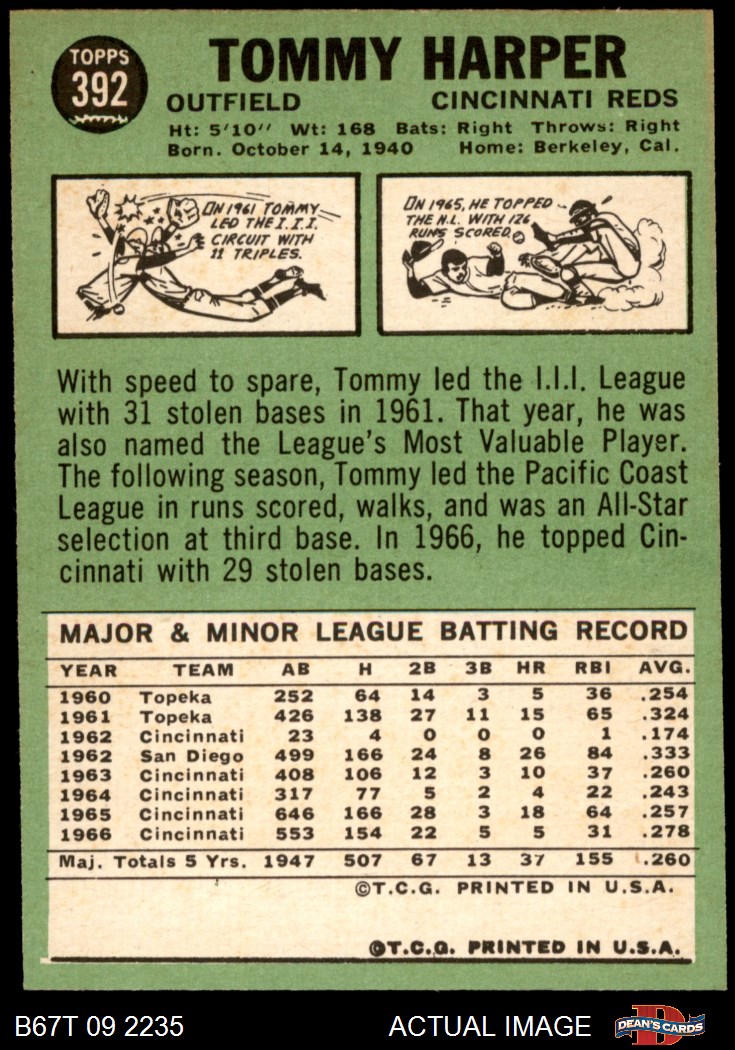 TOPPS
392
TOMMY HARPER
OUTFIELD CINCINNATI REDS
Ht: 5'10" Wt: 168 Bats: Right Throws: Right
Born. October 14, 1940 Home: Berkeley, Cal.
ON 1961 TOMMY
LED THE I.I.I.
CIRCUIT WITH
11 TRIPLES.
ON 1965, HE TOPPED
THE N.L. WITH 126
RUNS SCORED.
With speed to spare, Tommy led the I.I.I. League
with 31 stolen bases in 1961. That year, he was
also named the League's Most Valuable Player.
The following season, Tommy led the Pacific Coast
League in runs scored, walks, and was an All-Star
selection at third base. In 1966, he topped Cin-
cinnati with 29 stolen bases.
MAJOR & MINOR LEAGUE BATTING RECORD
YEAR TEAM AB H 2B 3B HR RBI AVG.
1960 Topeka 252 64 14 3 5 36 .254
1961 Topeka 426 138 27 11 15 65 .324
1962 Cincinnati 23 4 0 0 0 1 .174
1962 San Diego 499 166 24 8 26 84 .333
1963 Cincinnati 408 106 12 3 10 37 .260
1964 Cincinnati 317 77 5 2 4 22 .243
1965 Cincinnati 646 166 28 3 18 64 .257
1966 Cincinnati 553 154 22 5 5 31 .278
Maj. Totals 5 Yrs. 1947 507 67 13 37 155 .260
©T.C.G. PRINTED IN U.S.A.
©T.C.G. PRINTED IN U.S.A.
B67T 09 2235 ACTUAL IMAGE DEAN'S CARDS